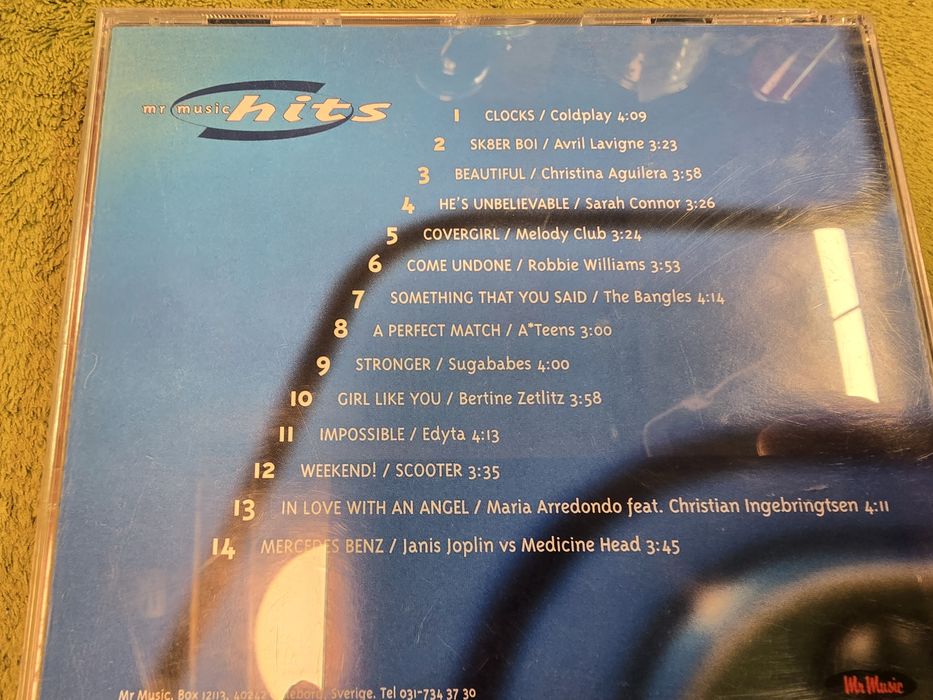 mr music hits
1 CLOCKS / Coldplay 4:09
2 SK8ER BOI / Avril Lavigne 3:23
3 BEAUTIFUL / Christina Aguilera 3:58
4 HE'S UNBELIEVABLE / Sarah Connor 3:26
5 COVERGIRL / Melody Club 3:24
6 COME UNDONE / Robbie Williams 3:53
7 SOMETHING THAT YOU SAID / The Bangles 4:14
8 A PERFECT MATCH / A*Teens 3:00
9 STRONGER / Sugababes 4:00
10 GIRL LIKE YOU / Bertine Zetlitz 3:58
11 IMPOSSIBLE / Edyta 4:13
12 WEEKEND! / SCOOTER 3:35
13 IN LOVE WITH AN ANGEL / Maria Arredondo feat. Christian Ingebringtsen 4:11
14 MERCEDES BENZ / Janis Joplin vs Medicine Head 3:45
Mr Music, Box 12113, 40242 Sverige. Tel 031-734 37 30
Mr Music